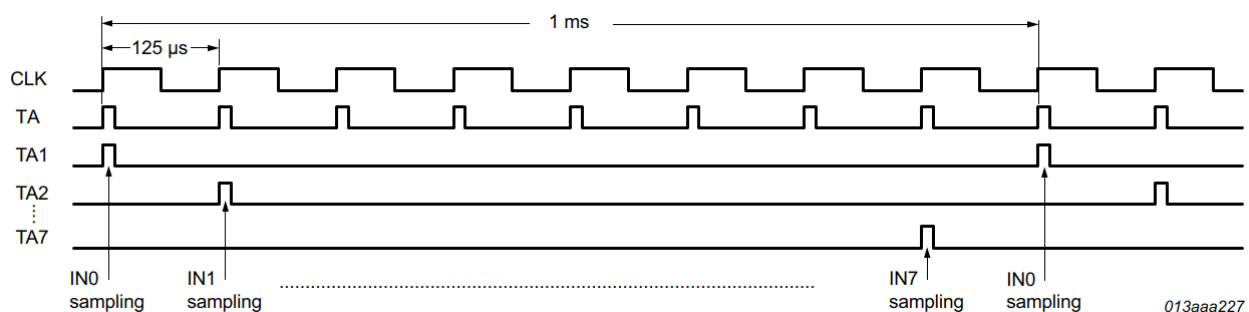 1 ms
125 µs
CLK
TA
TA1
TA2
TA7
IN0
sampling
IN1
sampling
IN7
sampling
IN0
sampling
013aaa227